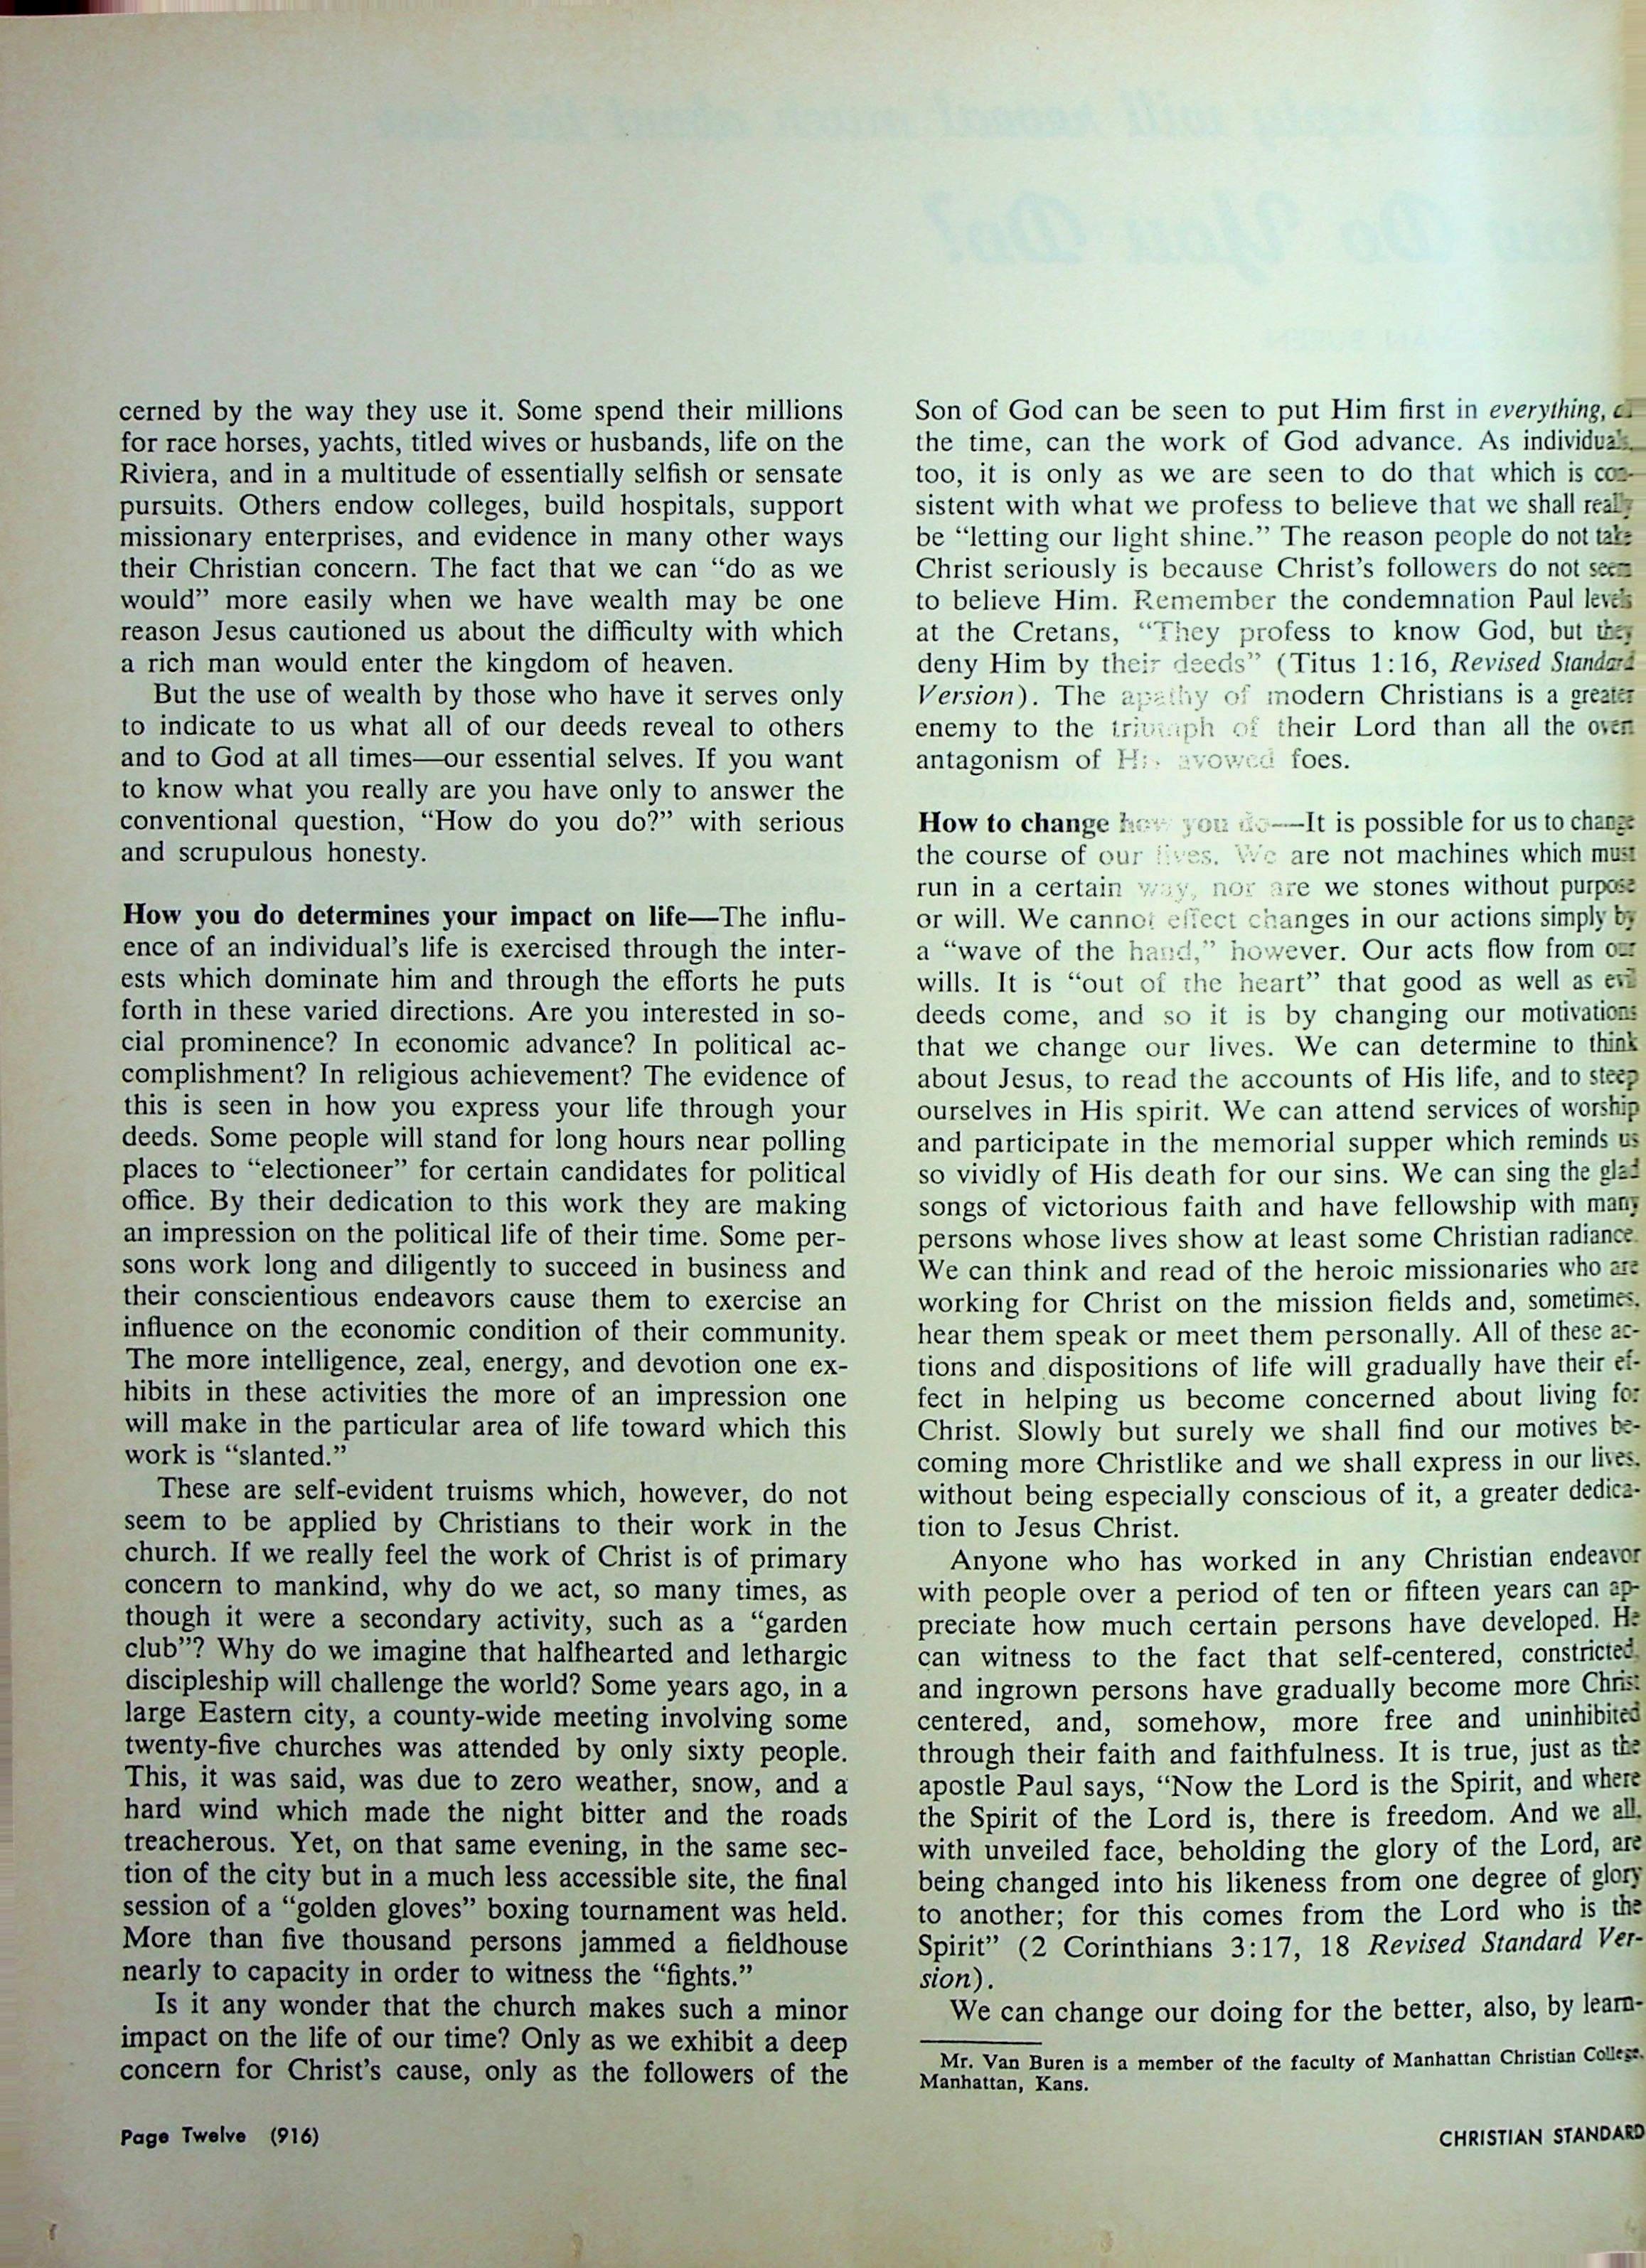 cerned by the way they use it. Some spend their millions
for race horses, yachts, titled wives or husbands, life on the
Riviera, and in a multitude of essentially selfish or sensate
pursuits. Others endow colleges, build hospitals, support
missionary enterprises, and evidence in many other ways
their Christian concern. The fact that we can “do as we
would” more easily when we have wealth may be one
reason Jesus cautioned us about the difficulty with which
a rich man would enter the kingdom of heaven.
But the use of wealth by those who have it serves only
to indicate to us what all of our deeds reveal to others
and to God at all times—our essential selves. If you want
to know what you really are you have only to answer the
conventional question, “How do you do?” with serious
and scrupulous honesty.
How you do determines your impact on life—The influ-
ence of an individual’s life is exercised through the inter-
ests which dominate him and through the efforts he puts
forth in these varied directions. Are you interested in so-
cial prominence? In economic advance? In political ac-
complishment? In religious achievement? The evidence of
this is seen in how you express your life through your
deeds. Some people will stand for long hours near polling
places to “electioneer” for certain candidates for political
office. By their dedication to this work they are making
an impression on the political life of their time. Some per-
sons work long and diligently to succeed in business and
their conscientious endeavors cause them to exercise an
influence on the economic condition of their community.
The more intelligence, zeal, energy, and devotion one ex-
hibits in these activities the more of an impression one
will make in the particular area of life toward which this
work is “slanted.”
These are self-evident truisms which, however, do not
seem to be applied by Christians to their work in the
church. If we really feel the work of Christ is of primary
concern to mankind, why do we act, so many times, as
though it were a secondary activity, such as a “garden
club”? Why do we imagine that halfhearted and lethargic
discipleship will challenge the world? Some years ago, in a
large Eastern city, a county-wide meeting involving some
twenty-five churches was attended by only sixty people.
This, it was said, was due to zero weather, snow, and a
hard wind which made the night bitter and the roads
treacherous. Yet, on that same evening, in the same sec-
tion of the city but in a much less accessible site, the final
session of a “golden gloves” boxing tournament was held.
More than five thousand persons jammed a fieldhouse
nearly to capacity in order to witness the “fights.”
Is it any wonder that the church makes such a minor
impact on the life of our time? Only as we exhibit a deep
concern for Christ’s cause, only as the followers of the
Son of God can be seen to put Him first in everything,
the time, can the work of God advance. As individuals,
too, it is only as we are seen to do that which is con-
sistent with what we profess to believe that we shall really
be “letting our light shine.” The reason people do not take
Christ seriously is because Christ’s followers do not seem
to believe Him. Remember the condemnation Paul levels
at the Cretans, “They profess to know God, but they
deny Him by their deeds” (Titus 1:16, Revised Standard
Version). The apathy of modern Christians is a greater
enemy to the triumph of their Lord than all the overt
antagonism of His avowed foes.
How to change how you do—It is possible for us to change
the course of our lives. We are not machines which must
run in a certain way, nor are we stones without purpose
or will. We cannot effect changes in our actions simply by
a “wave of the hand,” however. Our acts flow from our
wills. It is “out of the heart” that good as well as evil
deeds come, and so it is by changing our motivations
that we change our lives. We can determine to think
about Jesus, to read the accounts of His life, and to steep
ourselves in His spirit. We can attend services of worship
and participate in the memorial supper which reminds us
so vividly of His death for our sins. We can sing the glad
songs of victorious faith and have fellowship with many
persons whose lives show at least some Christian radiance.
We can think and read of the heroic missionaries who are
working for Christ on the mission fields and, sometimes,
hear them speak or meet them personally. All of these ac-
tions and dispositions of life will gradually have their ef-
fect in helping us become concerned about living for
Christ. Slowly but surely we shall find our motives be-
coming more Christlike and we shall express in our lives,
without being especially conscious of it, a greater dedica-
tion to Jesus Christ.
Anyone who has worked in any Christian endeavor
with people over a period of ten or fifteen years can ap-
preciate how much certain persons have developed. He
can witness to the fact that self-centered, constricted,
and ingrown persons have gradually become more Christ
centered, and, somehow, more free and uninhibited
through their faith and faithfulness. It is true, just as the
apostle Paul says, “Now the Lord is the Spirit, and where
the Spirit of the Lord is, there is freedom. And we all,
with unveiled face, beholding the glory of the Lord, are
being changed into his likeness from one degree of glory
to another; for this comes from the Lord who is the
Spirit” (2 Corinthians 3:17, 18 Revised Standard Ver-
sion).
We can change our doing for the better, also, by learn-
Mr. Van Buren is a member of the faculty of Manhattan Christian College,
Manhattan, Kans.
Page Twelve (916)
CHRISTIAN STANDARD